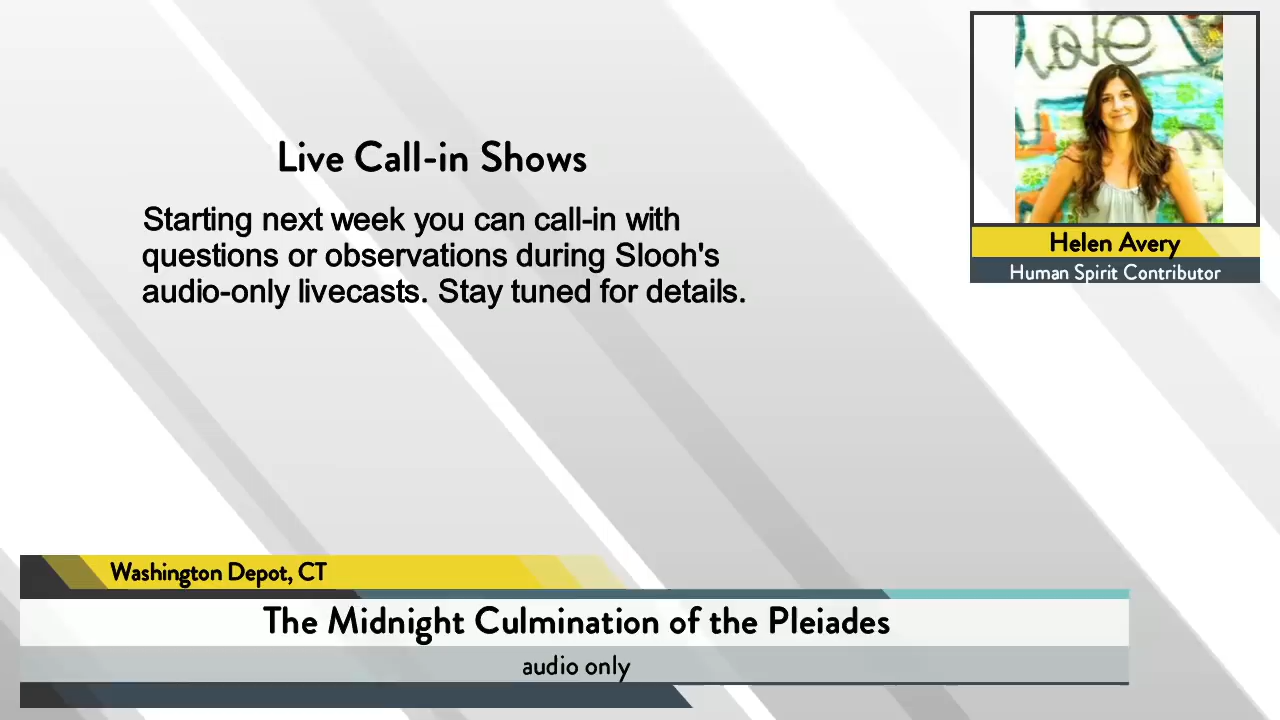 Live Call-in Shows
Starting next week you can call-in with
questions or observations during Slooh's
audio-only livecasts. Stay tuned for details.
Helen Avery
Human Spirit Contributor
Washington Depot, CT
The Midnight Culmination of the Pleiades
audio only